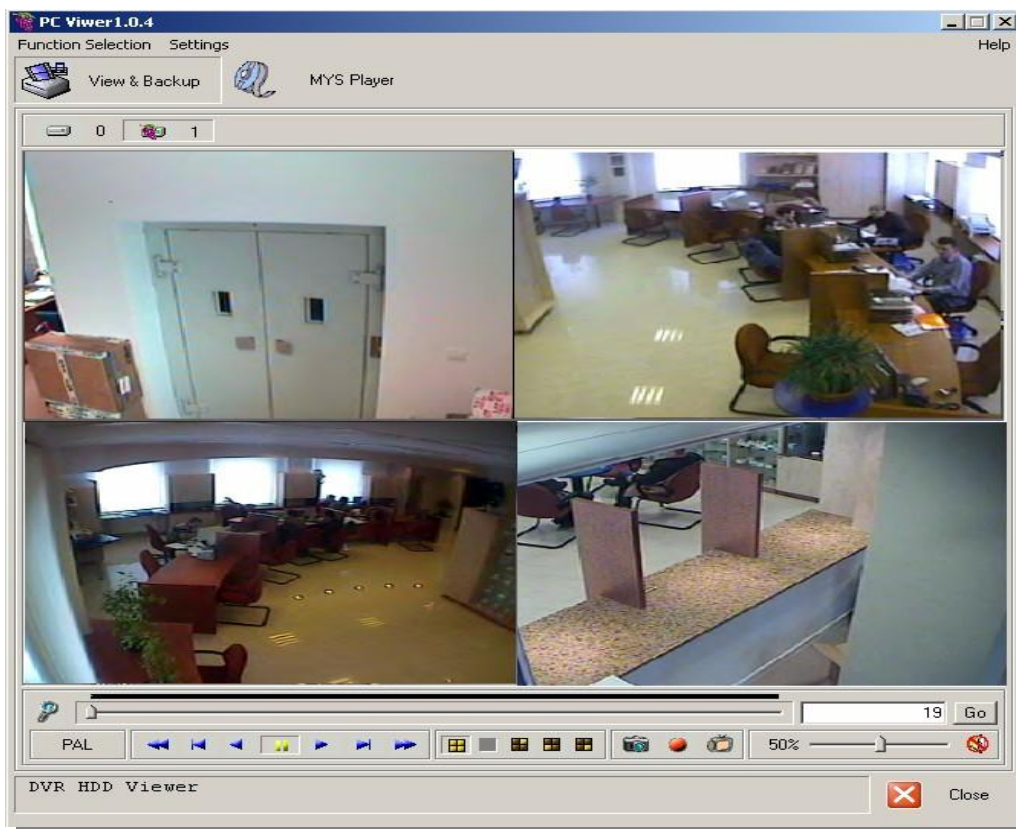 PC Viwer1.0.4
Function Selection Settings Help
View & Backup MYS Player
0 1
19 Go
PAL 50%
DVR HDD Viewer Close